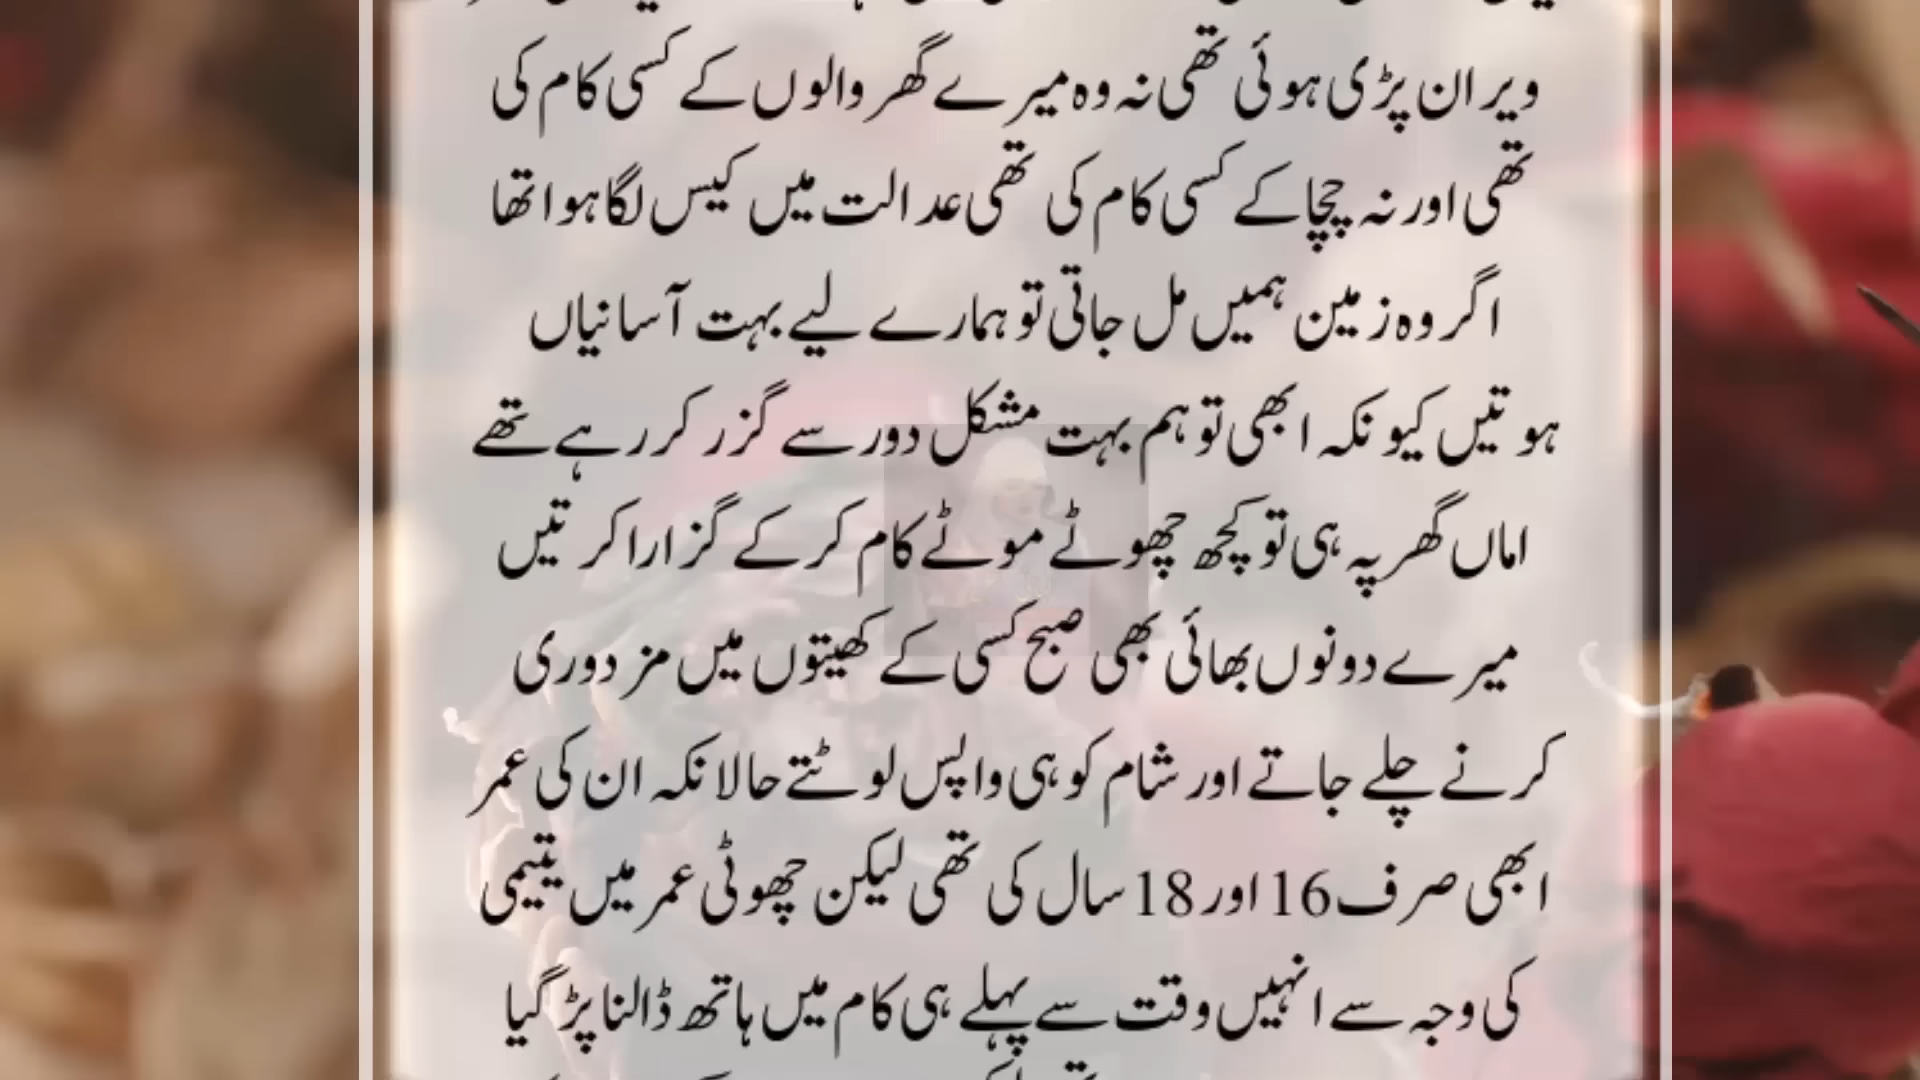 ویران پڑی ہوئی تھی نہ وہ میرے گھر والوں کے کسی کام کی
تھی اور نہ چچا کے کسی کام کی تھی عدالت میں کیس لگا ہوا تھا
اگر وہ زمین ہمیں مل جاتی تو ہمارے لیے بہت آسانیاں
ہوتیں کیونکہ ابھی تو ہم بہت مشکل دور سے گزر کر رہے تھے
اماں گھر پہ ہی تو کچھ چھوٹے موٹے کام کر کے گزارا کرتیں
میرے دونوں بھائی بھی صبح کسی کے کھیتوں میں مزدوری
کرنے چلے جاتے اور شام کو ہی واپس لوٹتے حالانکہ ان کی عمر
ابھی صرف 16 اور 18 سال کی تھی لیکن چھوٹی عمر میں یتیمی
کی وجہ سے انہیں وقت سے پہلے ہی کام میں ہاتھ ڈالنا پڑ گیا